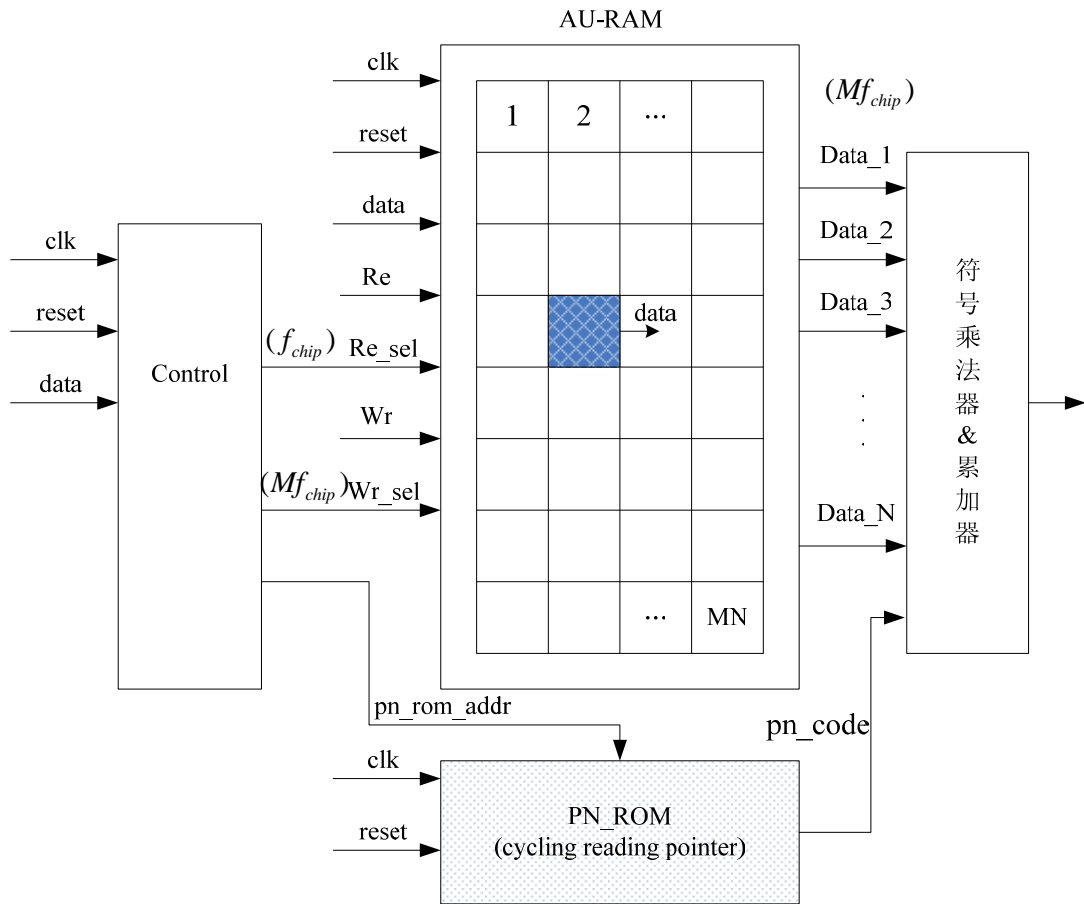 AU-RAM
clk
reset
data
Control
clk
reset
data
Re
(f_chip) Re_sel
Wr
(Mf_chip) Wr_sel
1 2 ...
data
... MN
(Mf_chip)
Data_1
Data_2
Data_3
.
.
.
Data_N
符号乘法器&累加器
pn_rom_addr
pn_code
clk
reset
PN_ROM
(cycling reading pointer)